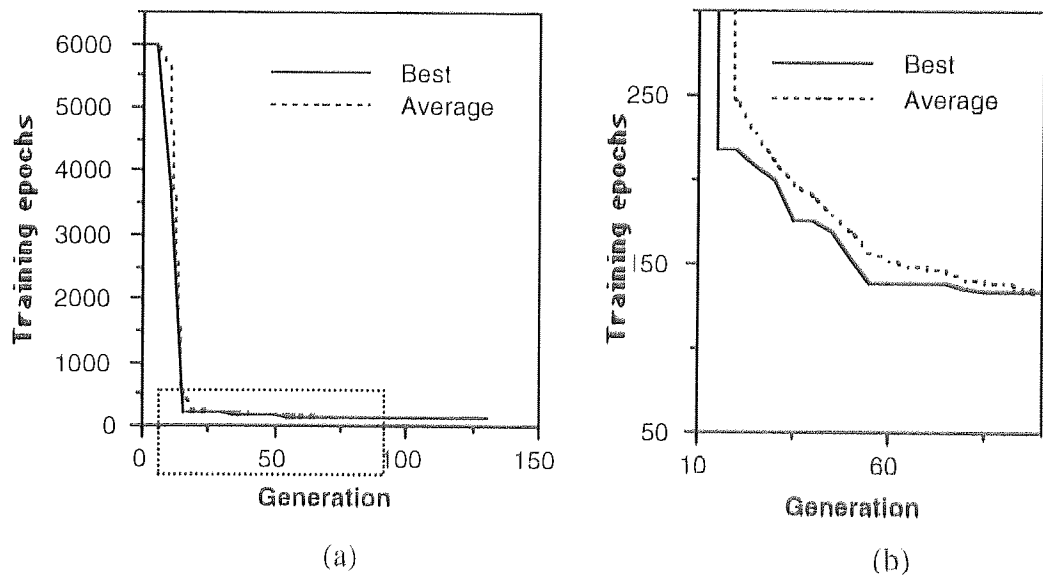 6000
5000
4000
3000
2000
1000
0
Training epochs
Best
Average
0
50
100
150
Generation
(a)
250
150
50
Training epochs
Best
Average
10
60
Generation
(b)